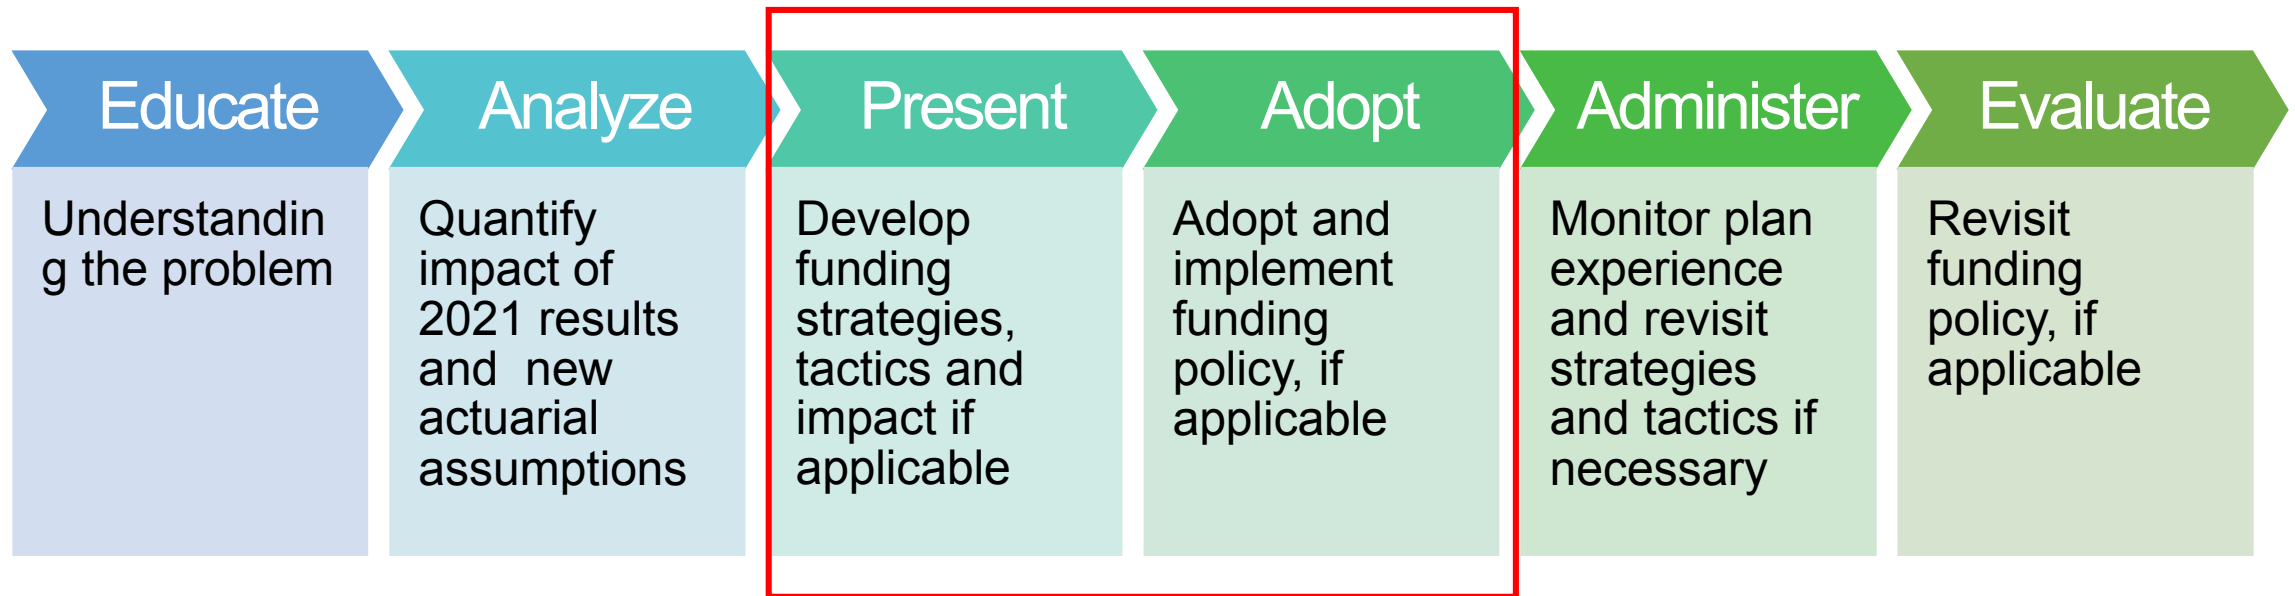 Educate
Understandin
g the problem
Analyze
Quantify
impact of
2021 results
and  new
actuarial
assumptions
Present
Develop
funding
strategies,
tactics and
impact if
applicable
Adopt
Adopt and
implement
funding
policy, if
applicable
Administer
Monitor plan
experience
and revisit
strategies
and tactics if
necessary
Evaluate
Revisit
funding
policy, if
applicable